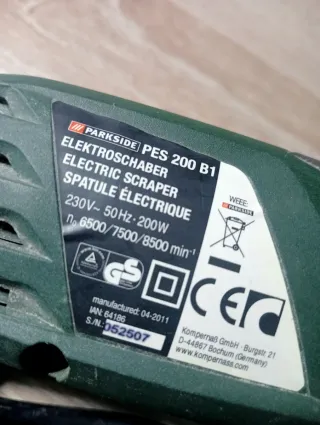 PARKSIDE PES 200 B1
ELEKTROSCHABER
ELECTRIC SCRAPER
SPATULE ÉLECTRIQUE
230V~ 50Hz · 200W
n₀ 6500/7500/8500 min⁻¹
WEEE:
PARKSIDE
GS
CE
manufactured: 04-2011
IAN: 64186
S./N.: 052507
Kompernaß GmbH · Burgstr. 21
D-44867 Bochum (Germany)
www.kompernass.com